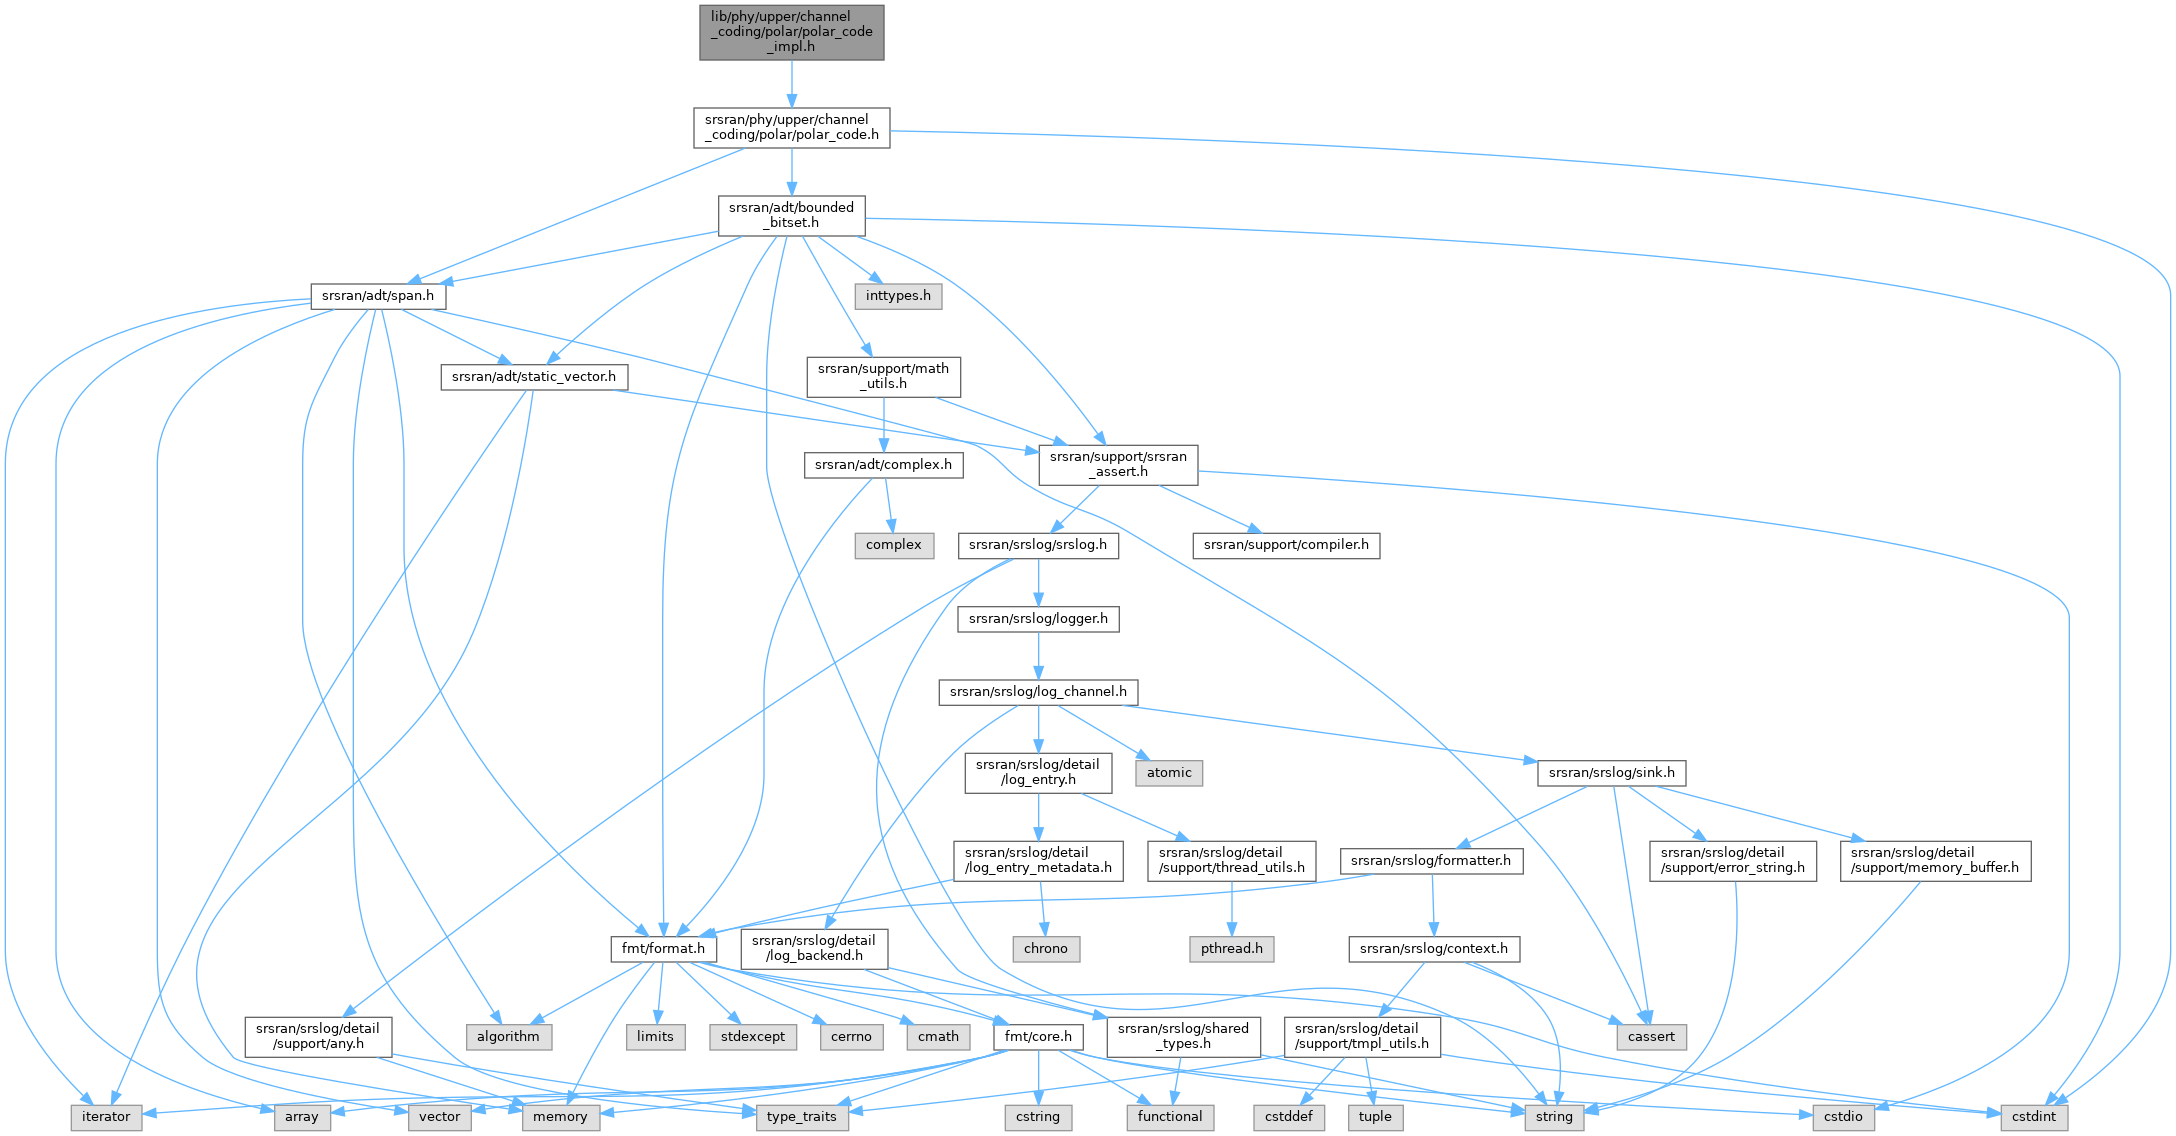 lib/phy/upper/channel
_coding/polar/polar_code
_impl.h
srsran/phy/upper/channel
_coding/polar/polar_code.h
srsran/adt/bounded
_bitset.h
srsran/adt/span.h
inttypes.h
srsran/adt/static_vector.h
srsran/support/math
_utils.h
srsran/adt/complex.h
srsran/support/srsran
_assert.h
complex
srsran/srslog/srslog.h
srsran/support/compiler.h
srsran/srslog/logger.h
srsran/srslog/log_channel.h
srsran/srslog/detail
/log_entry.h
atomic
srsran/srslog/sink.h
srsran/srslog/detail
/log_entry_metadata.h
srsran/srslog/detail
/support/thread_utils.h
srsran/srslog/formatter.h
srsran/srslog/detail
/support/error_string.h
srsran/srslog/detail
/support/memory_buffer.h
fmt/format.h
srsran/srslog/detail
/log_backend.h
chrono
pthread.h
srsran/srslog/context.h
srsran/srslog/detail
/support/any.h
algorithm
limits
stdexcept
cerrno
cmath
fmt/core.h
srsran/srslog/shared
_types.h
srsran/srslog/detail
/support/tmpl_utils.h
cassert
iterator
array
vector
memory
type_traits
cstring
functional
cstddef
tuple
string
cstdio
cstdint